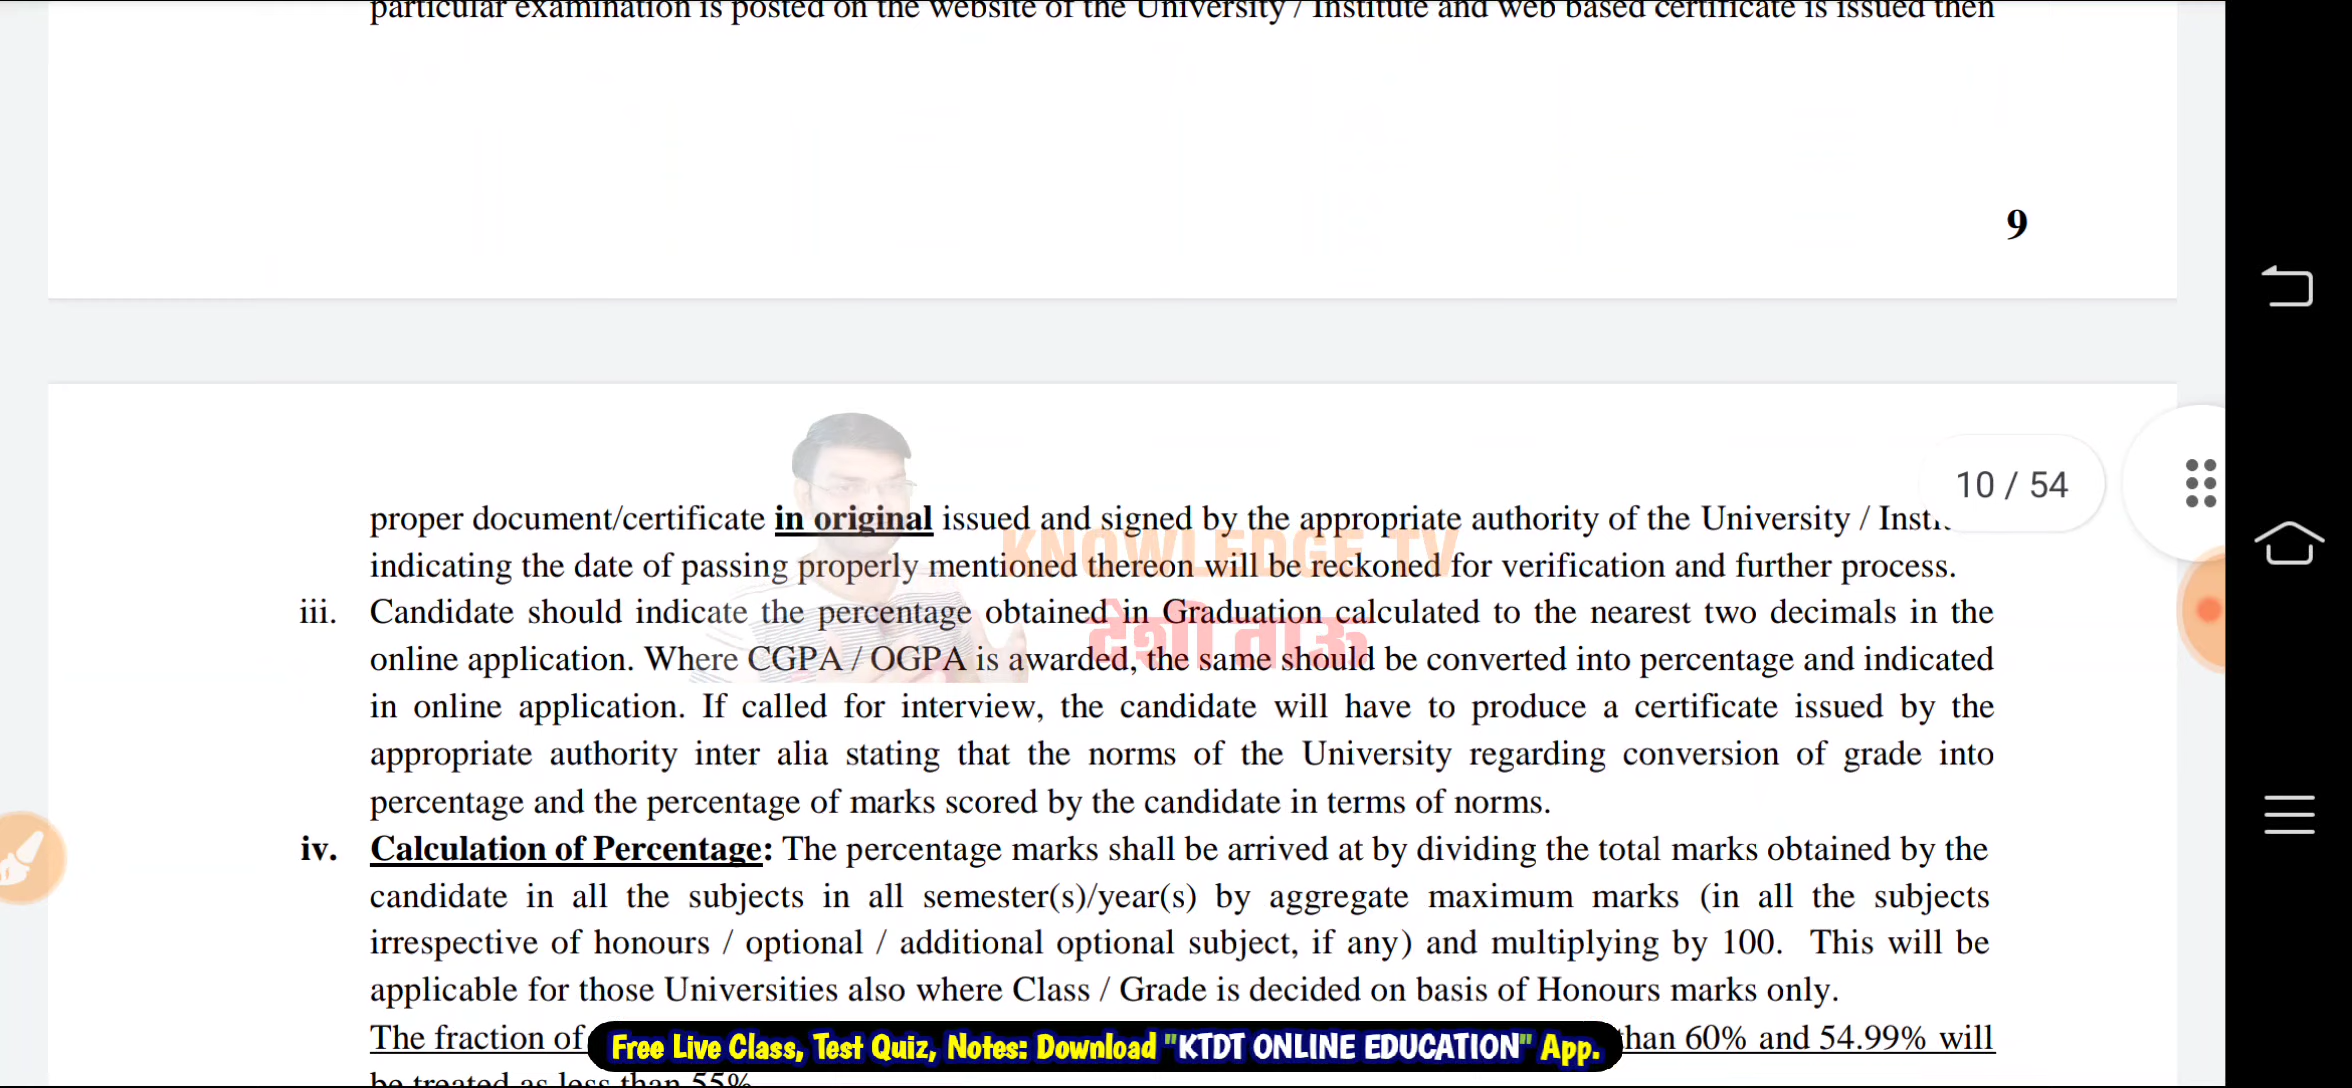 particular examination is posted on the website of the University / Institute and web based certificate is issued then
9
10 / 54
proper document/certificate in original issued and signed by the appropriate authority of the University /
indicating the date of passing properly mentioned thereon will be reckoned for verification and further process.
KNOWLEDGE TV
देशी ताऊ
iii. Candidate should indicate the percentage obtained in Graduation calculated to the nearest two decimals in the
online application. Where CGPA / OGPA is awarded, the same should be converted into percentage and indicated
in online application. If called for interview, the candidate will have to produce a certificate issued by the
appropriate authority inter alia stating that the norms of the University regarding conversion of grade into
percentage and the percentage of marks scored by the candidate in terms of norms.
iv. Calculation of Percentage: The percentage marks shall be arrived at by dividing the total marks obtained by the
candidate in all the subjects in all semester(s)/year(s) by aggregate maximum marks (in all the subjects
irrespective of honours / optional / additional optional subject, if any) and multiplying by 100. This will be
applicable for those Universities also where Class / Grade is decided on basis of Honours marks only.
The fraction of than 60% and 54.99% will
Free Live Class, Test Quiz, Notes: Download "KTDT ONLINE EDUCATION" App.
be treated as less than 55%